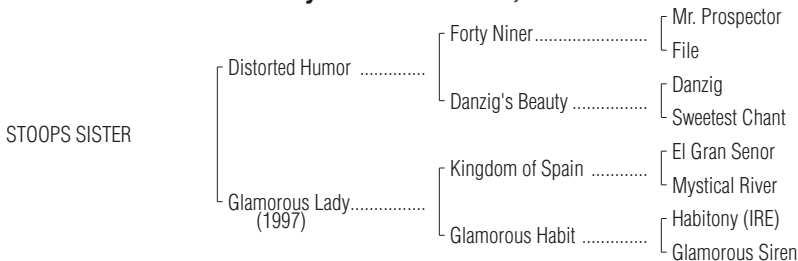 Mr. Prospector
Forty Niner.......................
File
Distorted Humor ..............
Danzig
Danzig's Beauty ................
Sweetest Chant
STOOPS SISTER
El Gran Senor
Kingdom of Spain ............
Mystical River
Glamorous Lady................
(1997)
Habitony (IRE)
Glamorous Habit ..............
Glamorous Siren